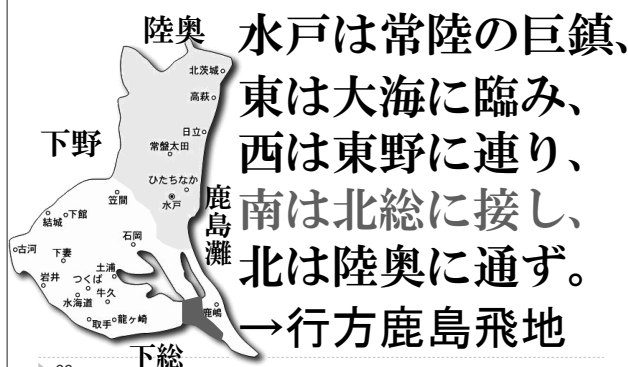 水戸は常陸の巨鎮、
東は大海に臨み、
西は東野に連り、
南は北総に接し、
北は陸奥に通ず。
→行方鹿島飛地
陸奥
下野
鹿島灘
下総
北茨城
高萩
日立
常盤太田
ひたちなか
水戸
笠間
結城
下館
石岡
古河
下妻
岩井
つくば
土浦
水海道
牛久
取手
龍ヶ崎
鹿嶋